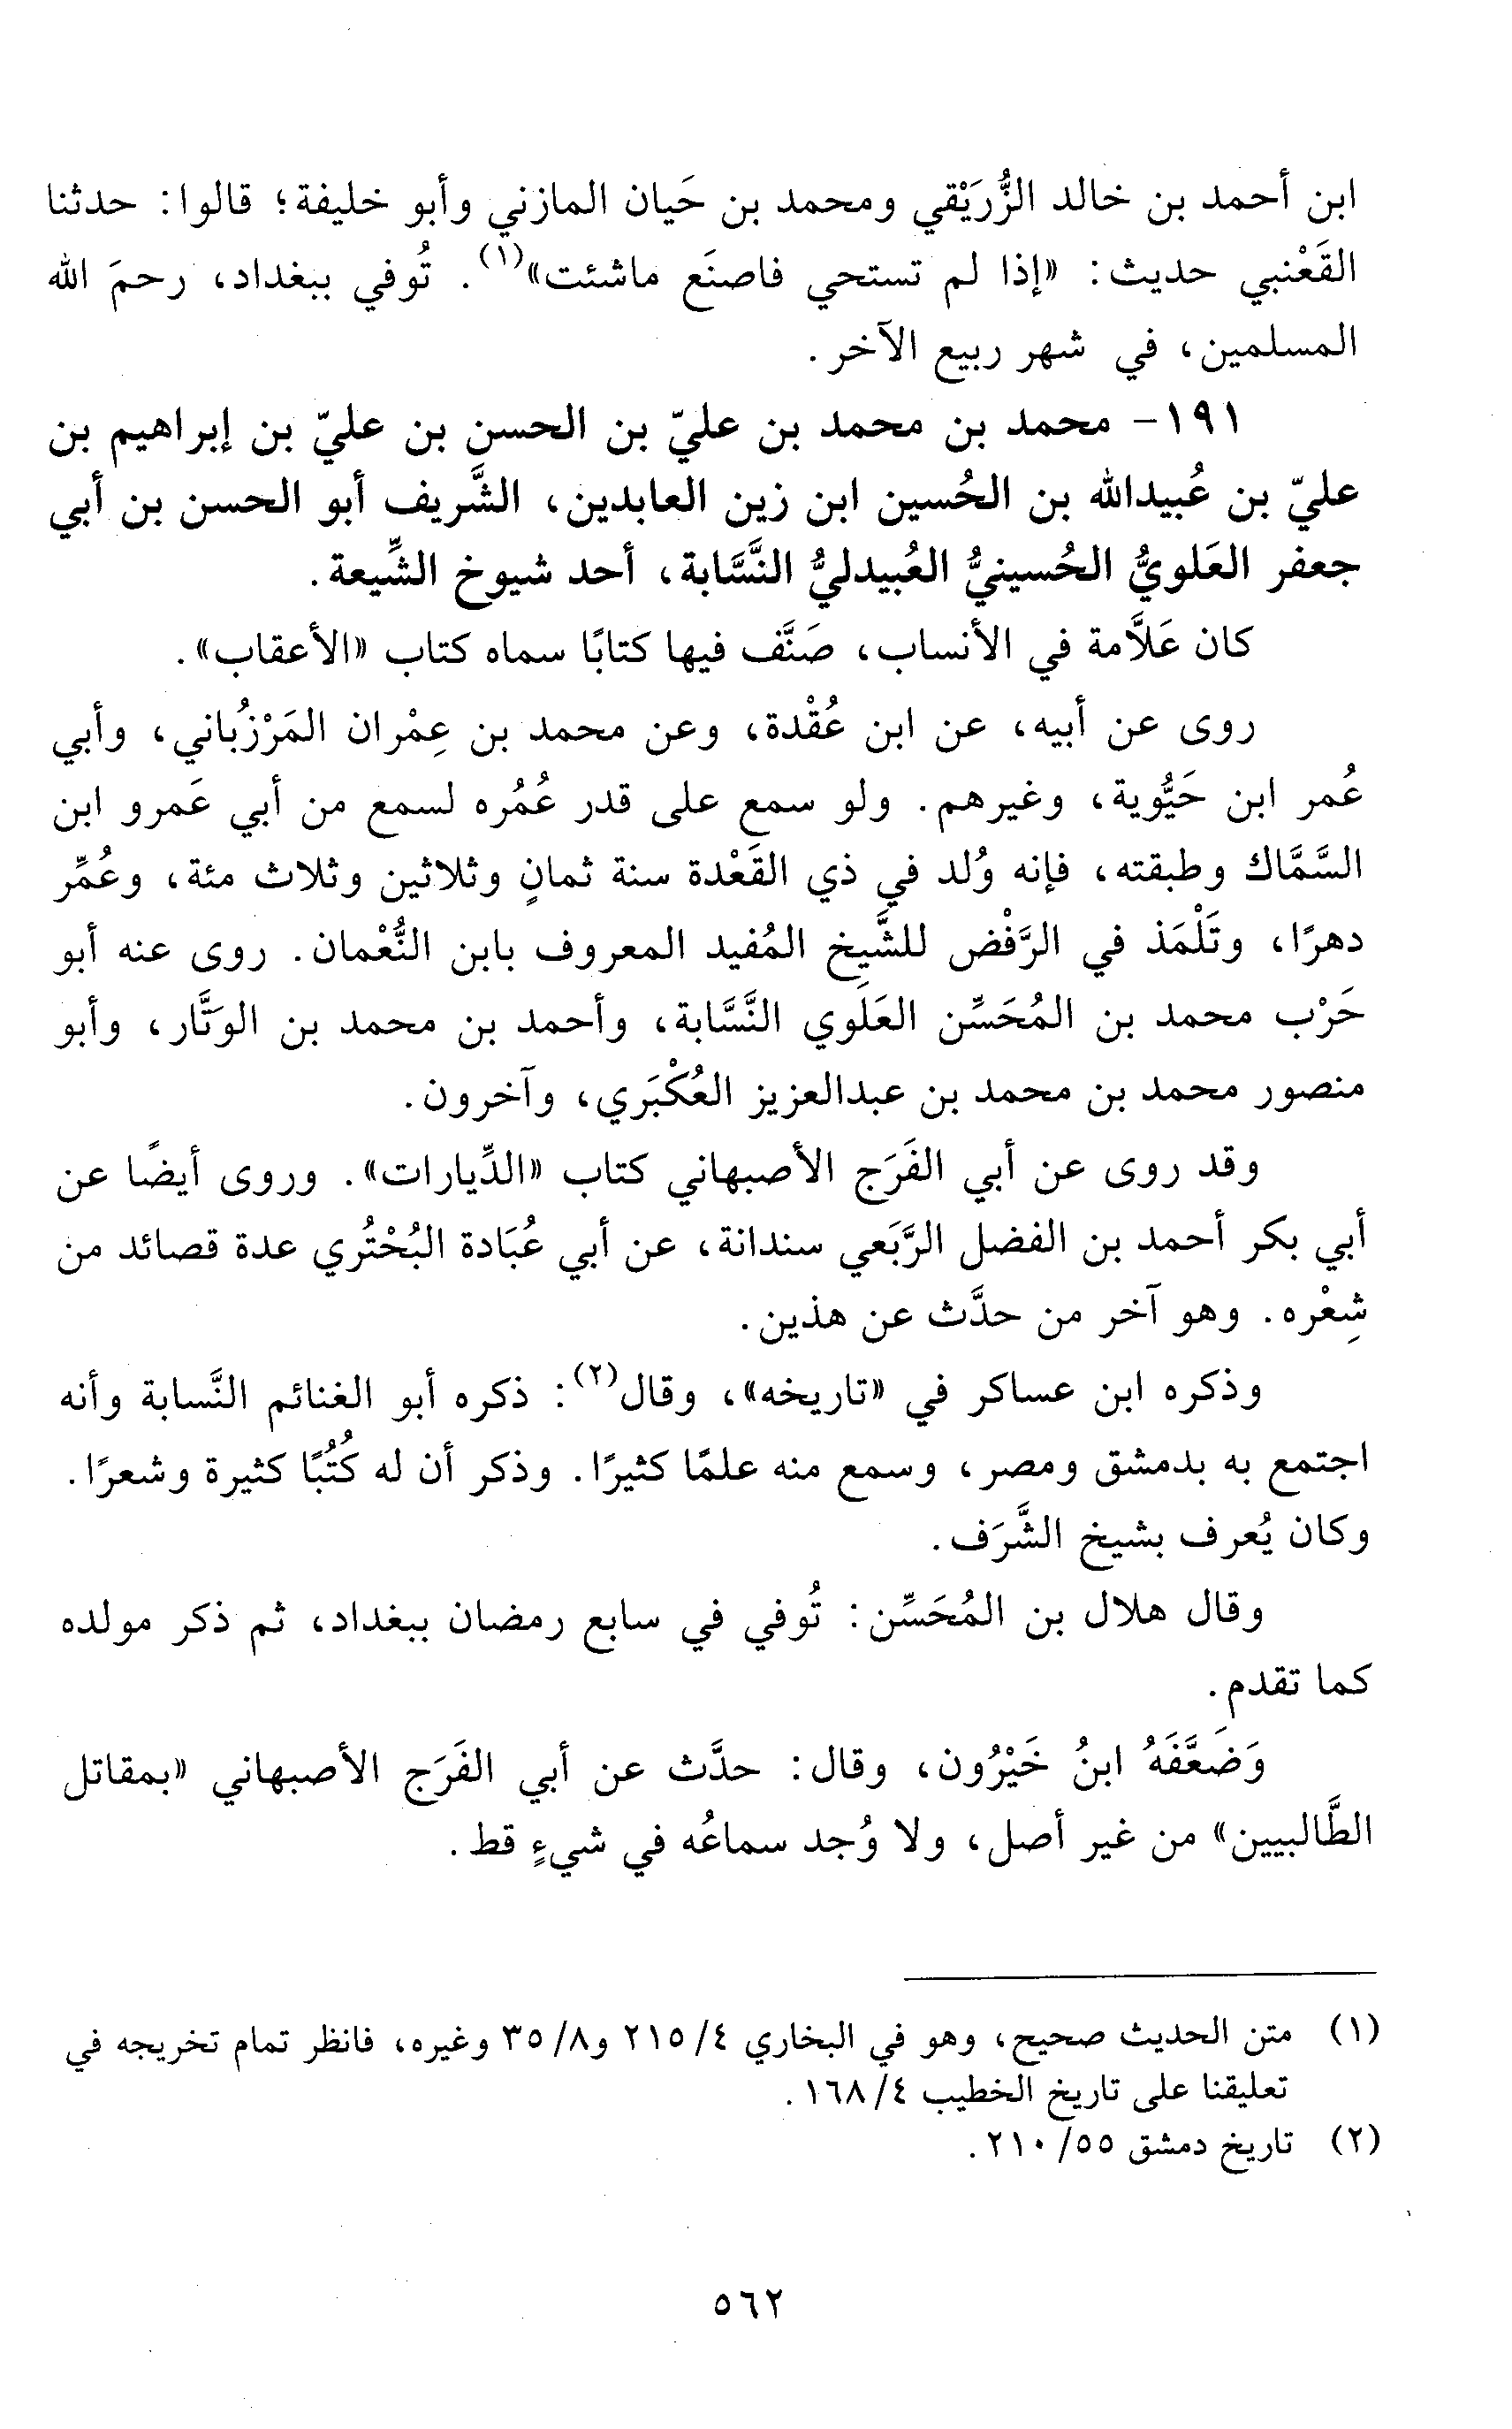 ابن أحمد بن خالد الزُّرَيْقي ومحمد بن حَيان المازني وأبو خليفة؛ قالوا: حدثنا
القَعْنبي حديث: «إذا لم تستحي فاصنَع ماشئت»(١). تُوفي ببغداد، رحمَ الله
المسلمين، في شهر ربيع الآخر.
١٩١- محمد بن محمد بن عليّ بن الحسن بن عليّ بن إبراهيم بن
عليّ بن عُبيدالله بن الحُسين ابن زين العابدين، الشَّريف أبو الحسن بن أبي
جعفر العَلويُّ الحُسينيُّ العُبيدليُّ النَّسَّابة، أحد شيوخ الشِّيعة.
كان عَلاَّمة في الأنساب، صَنَّف فيها كتابًا سماه كتاب «الأعقاب».
روى عن أبيه، عن ابن عُقْدة، وعن محمد بن عِمْران المَرْزُباني، وأبي
عُمر ابن حَيُّوية، وغيرهم. ولو سمع على قدر عُمُره لسمع من أبي عَمرو ابن
السَّمَّاك وطبقته، فإنه وُلد في ذي القَعْدة سنة ثمانٍ وثلاثين وثلاث مئة، وعُمِّر
دهرًا، وتَلْمَذ في الرَّفْض للشَّيخ المُفيد المعروف بابن النُّعْمان. روى عنه أبو
حَرْب محمد بن المُحَسِّن العَلَوي النَّسَّابة، وأحمد بن محمد بن الوَتَّار، وأبو
منصور محمد بن محمد بن عبدالعزيز العُكْبَري، وآخرون.
وقد روى عن أبي الفَرَج الأصبهاني كتاب «الدِّيارات». وروى أيضًا عن
أبي بكر أحمد بن الفضل الرَّبَعي سندانة، عن أبي عُبَادة البُحْتُري عدة قصائد من
شِعْره. وهو آخر من حدَّث عن هذين.
وذكره ابن عساكر في «تاريخه»، وقال(٢): ذكره أبو الغنائم النَّسابة وأنه
اجتمع به بدمشق ومصر، وسمع منه علمًا كثيرًا. وذكر أن له كُتُبًا كثيرة وشعرًا.
وكان يُعرف بشيخ الشَّرَف.
وقال هلال بن المُحَسِّن: تُوفي في سابع رمضان ببغداد، ثم ذكر مولده
كما تقدم.
وَضَعَّفَهُ ابنُ خَيْرُون، وقال: حدَّث عن أبي الفَرَج الأصبهاني «بمقاتل
الطَّالبيين» من غير أصل، ولا وُجد سماعُه في شيءٍ قط.
(١) متن الحديث صحيح، وهو في البخاري ٤/ ٢١٥ و٨/ ٣٥ وغيره، فانظر تمام تخريجه في
تعليقنا على تاريخ الخطيب ٤/ ١٦٨.
(٢) تاريخ دمشق ٥٥/ ٢١٠.
٥٦٢